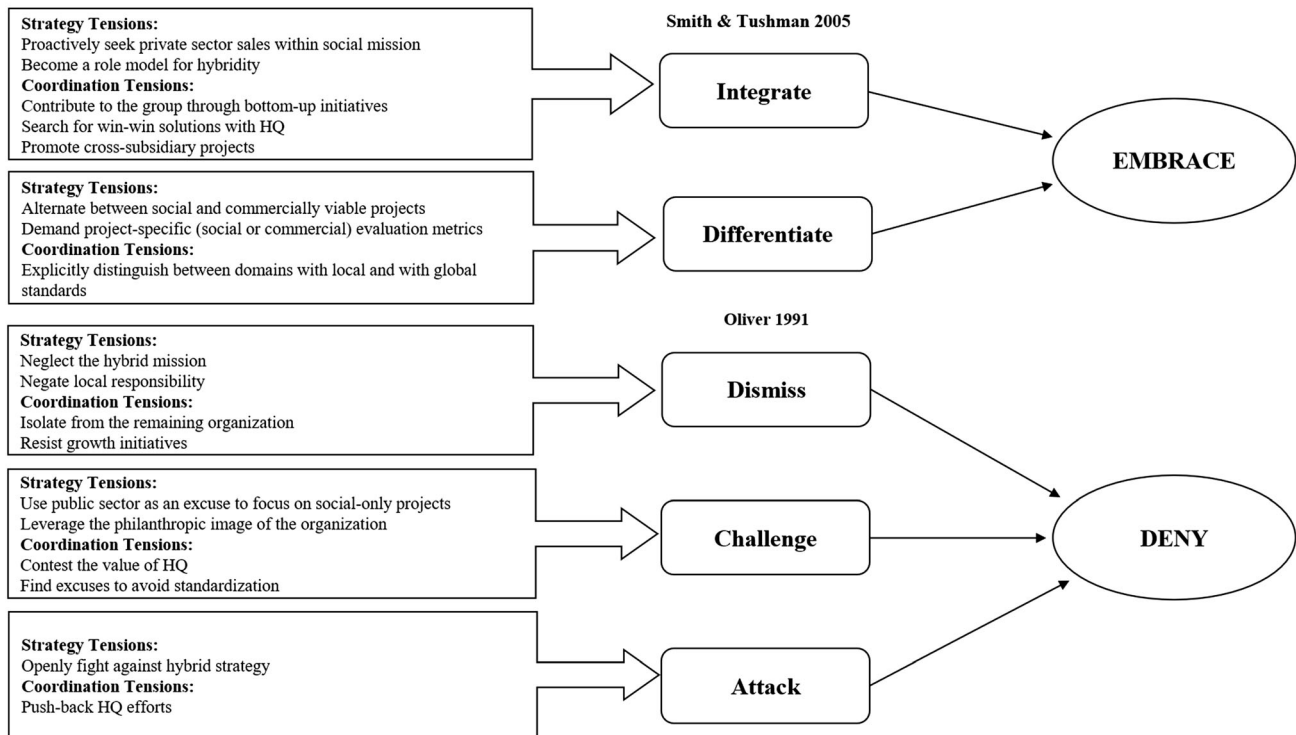 Strategy Tensions:
Proactively seek private sector sales within social mission
Become a role model for hybridity
Coordination Tensions:
Contribute to the group through bottom-up initiatives
Search for win-win solutions with HQ
Promote cross-subsidiary projects
Smith & Tushman 2005
Integrate
EMBRACE
Strategy Tensions:
Alternate between social and commercially viable projects
Demand project-specific (social or commercial) evaluation metrics
Coordination Tensions:
Explicitly distinguish between domains with local and with global
standards
Differentiate
Oliver 1991
Strategy Tensions:
Neglect the hybrid mission
Negate local responsibility
Coordination Tensions:
Isolate from the remaining organization
Resist growth initiatives
Dismiss
Strategy Tensions:
Use public sector as an excuse to focus on social-only projects
Leverage the philanthropic image of the organization
Coordination Tensions:
Contest the value of HQ
Find excuses to avoid standardization
Challenge
DENY
Strategy Tensions:
Openly fight against hybrid strategy
Coordination Tensions:
Push-back HQ efforts
Attack